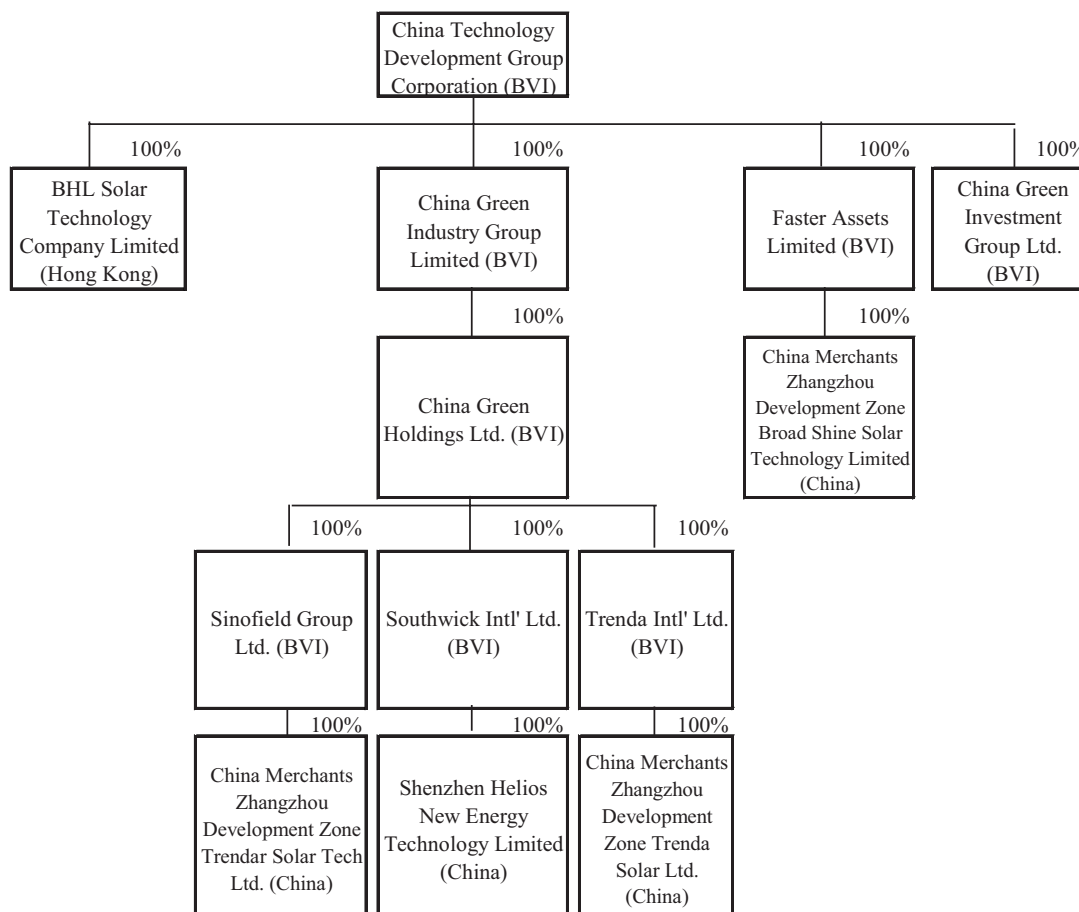 China Technology
Development Group
Corporation (BVI)
100%
100%
100%
100%
BHL Solar
Technology
Company Limited
(Hong Kong)
China Green
Industry Group
Limited (BVI)
Faster Assets
Limited (BVI)
China Green
Investment
Group Ltd.
(BVI)
100%
100%
China Green
Holdings Ltd. (BVI)
China Merchants
Zhangzhou
Development Zone
Broad Shine Solar
Technology Limited
(China)
100%
100%
100%
Sinofield Group
Ltd. (BVI)
Southwick Intl' Ltd.
(BVI)
Trenda Intl' Ltd.
(BVI)
100%
100%
100%
China Merchants
Zhangzhou
Development Zone
Trendar Solar Tech
Ltd. (China)
Shenzhen Helios
New Energy
Technology Limited
(China)
China Merchants
Zhangzhou
Development
Zone Trenda
Solar Ltd.
(China)